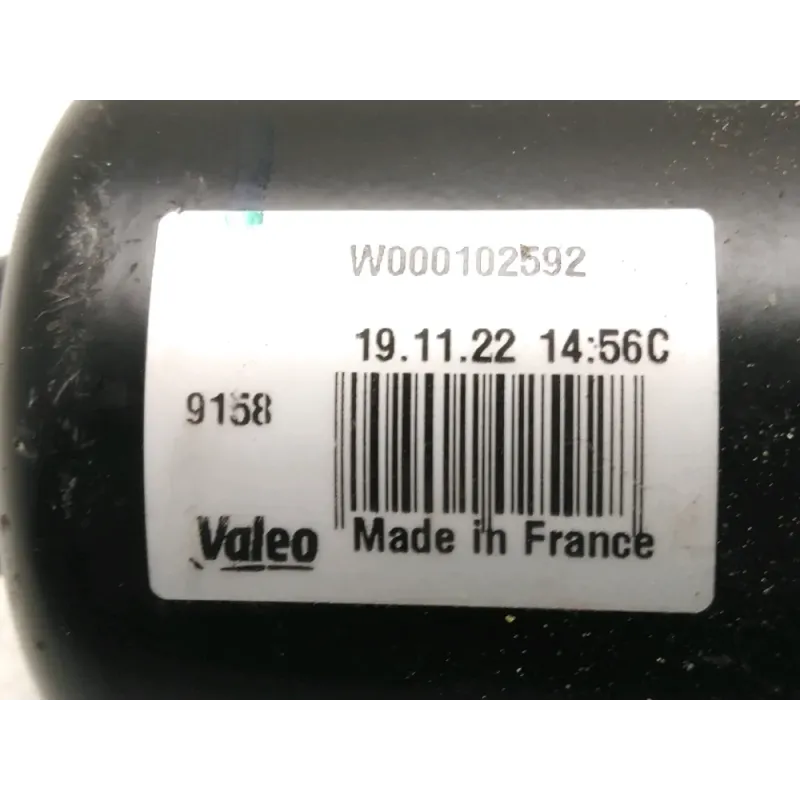 W000102592
19.11.22 14:56C
9158
Valeo Made in France